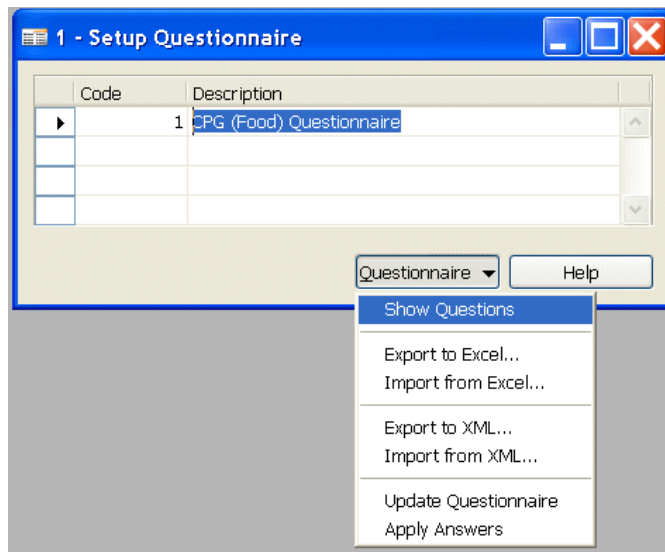 1 - Setup Questionnaire
Code Description
1 CPG (Food) Questionnaire
Questionnaire Help
Show Questions
Export to Excel...
Import from Excel...
Export to XML...
Import from XML...
Update Questionnaire
Apply Answers